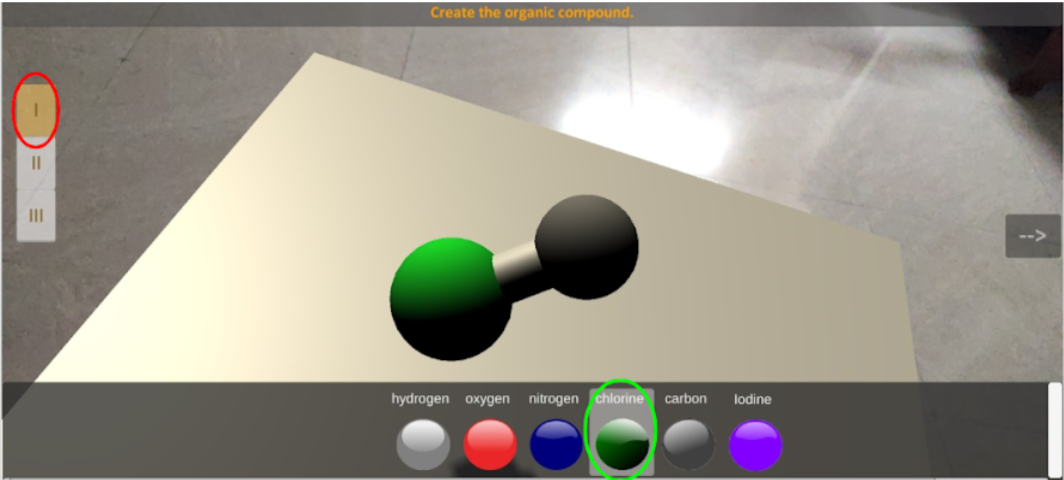 Create the organic compound.
I
II
III
-->
hydrogen oxygen nitrogen chlorine carbon Iodine